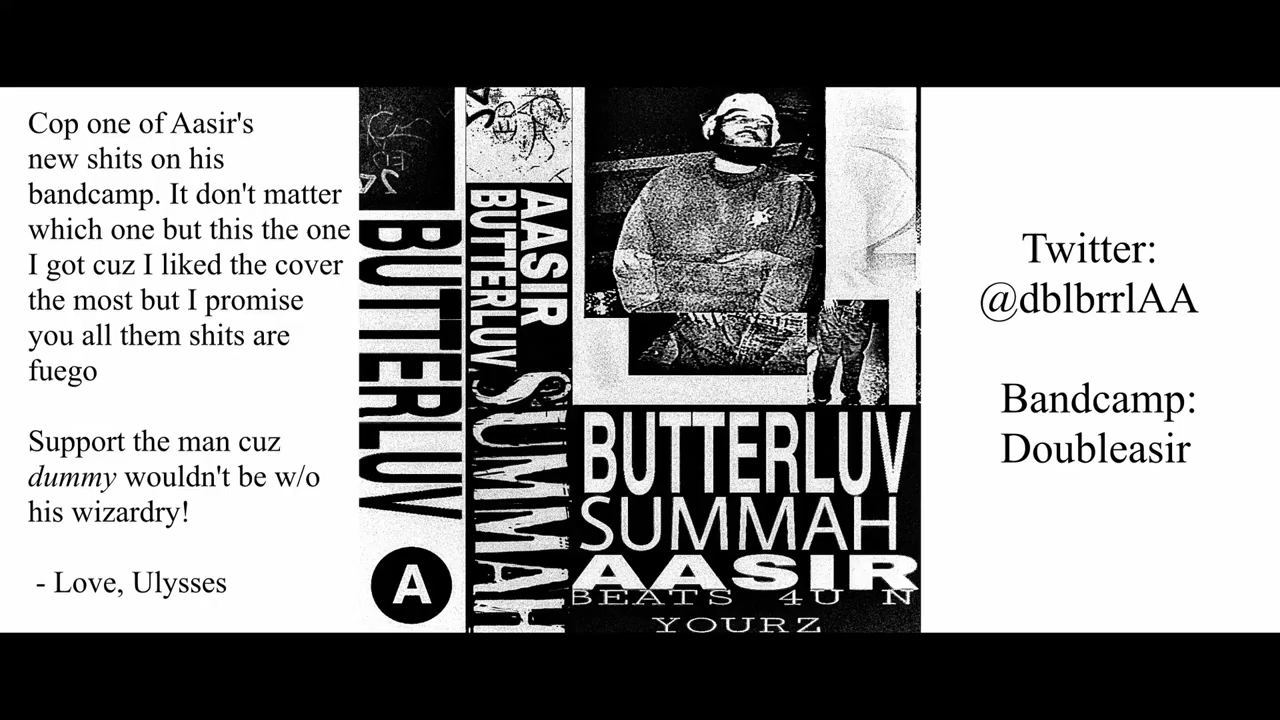 Cop one of Aasir's
new shits on his
bandcamp. It don't matter
which one but this the one
I got cuz I liked the cover
the most but I promise
you all them shits are
fuego
Support the man cuz
dummy wouldn't be w/o
his wizardry!
- Love, Ulysses
BUTTERLUV
A
AASIR
BUTTERLUV
SUMMAH
BUTTERLUV
SUMMAH
AASIR
BEATS 4U N
YOURZ
Twitter:
@dblbrrlAA
Bandcamp:
Doubleasir